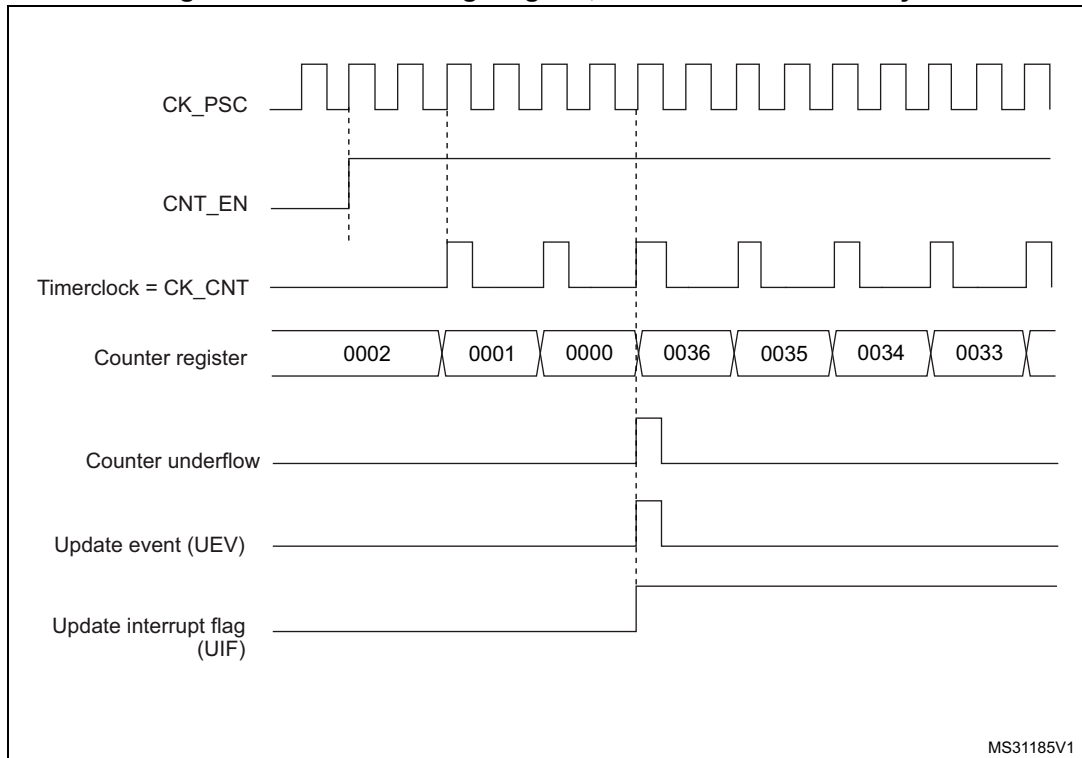 CK_PSC
CNT_EN
Timerclock = CK_CNT
Counter register
0002 0001 0000 0036 0035 0034 0033
Counter underflow
Update event (UEV)
Update interrupt flag
(UIF)
MS31185V1